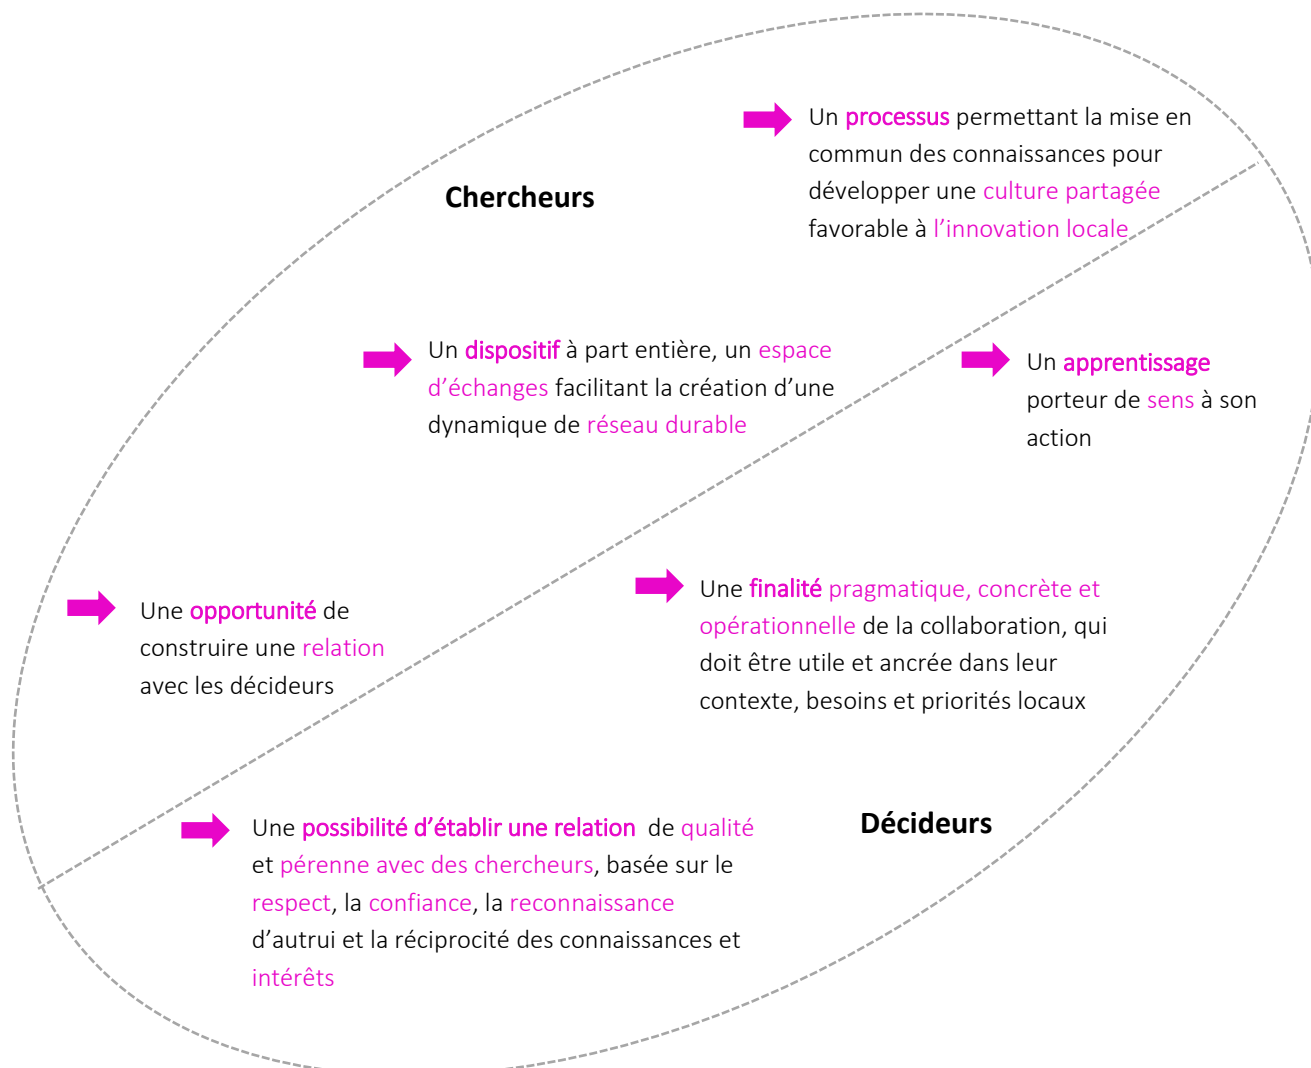 Un processus permettant la mise en
commun des connaissances pour
développer une culture partagée
favorable à l’innovation locale
Chercheurs
Un dispositif à part entière, un espace
d’échanges facilitant la création d’une
dynamique de réseau durable
Un apprentissage
porteur de sens à son
action
Une opportunité de
construire une relation
avec les décideurs
Une finalité pragmatique, concrète et
opérationnelle de la collaboration, qui
doit être utile et ancrée dans leur
contexte, besoins et priorités locaux
Une possibilité d’établir une relation de qualité
et pérenne avec des chercheurs, basée sur le
respect, la confiance, la reconnaissance
d’autrui et la réciprocité des connaissances et
intérêts
Décideurs